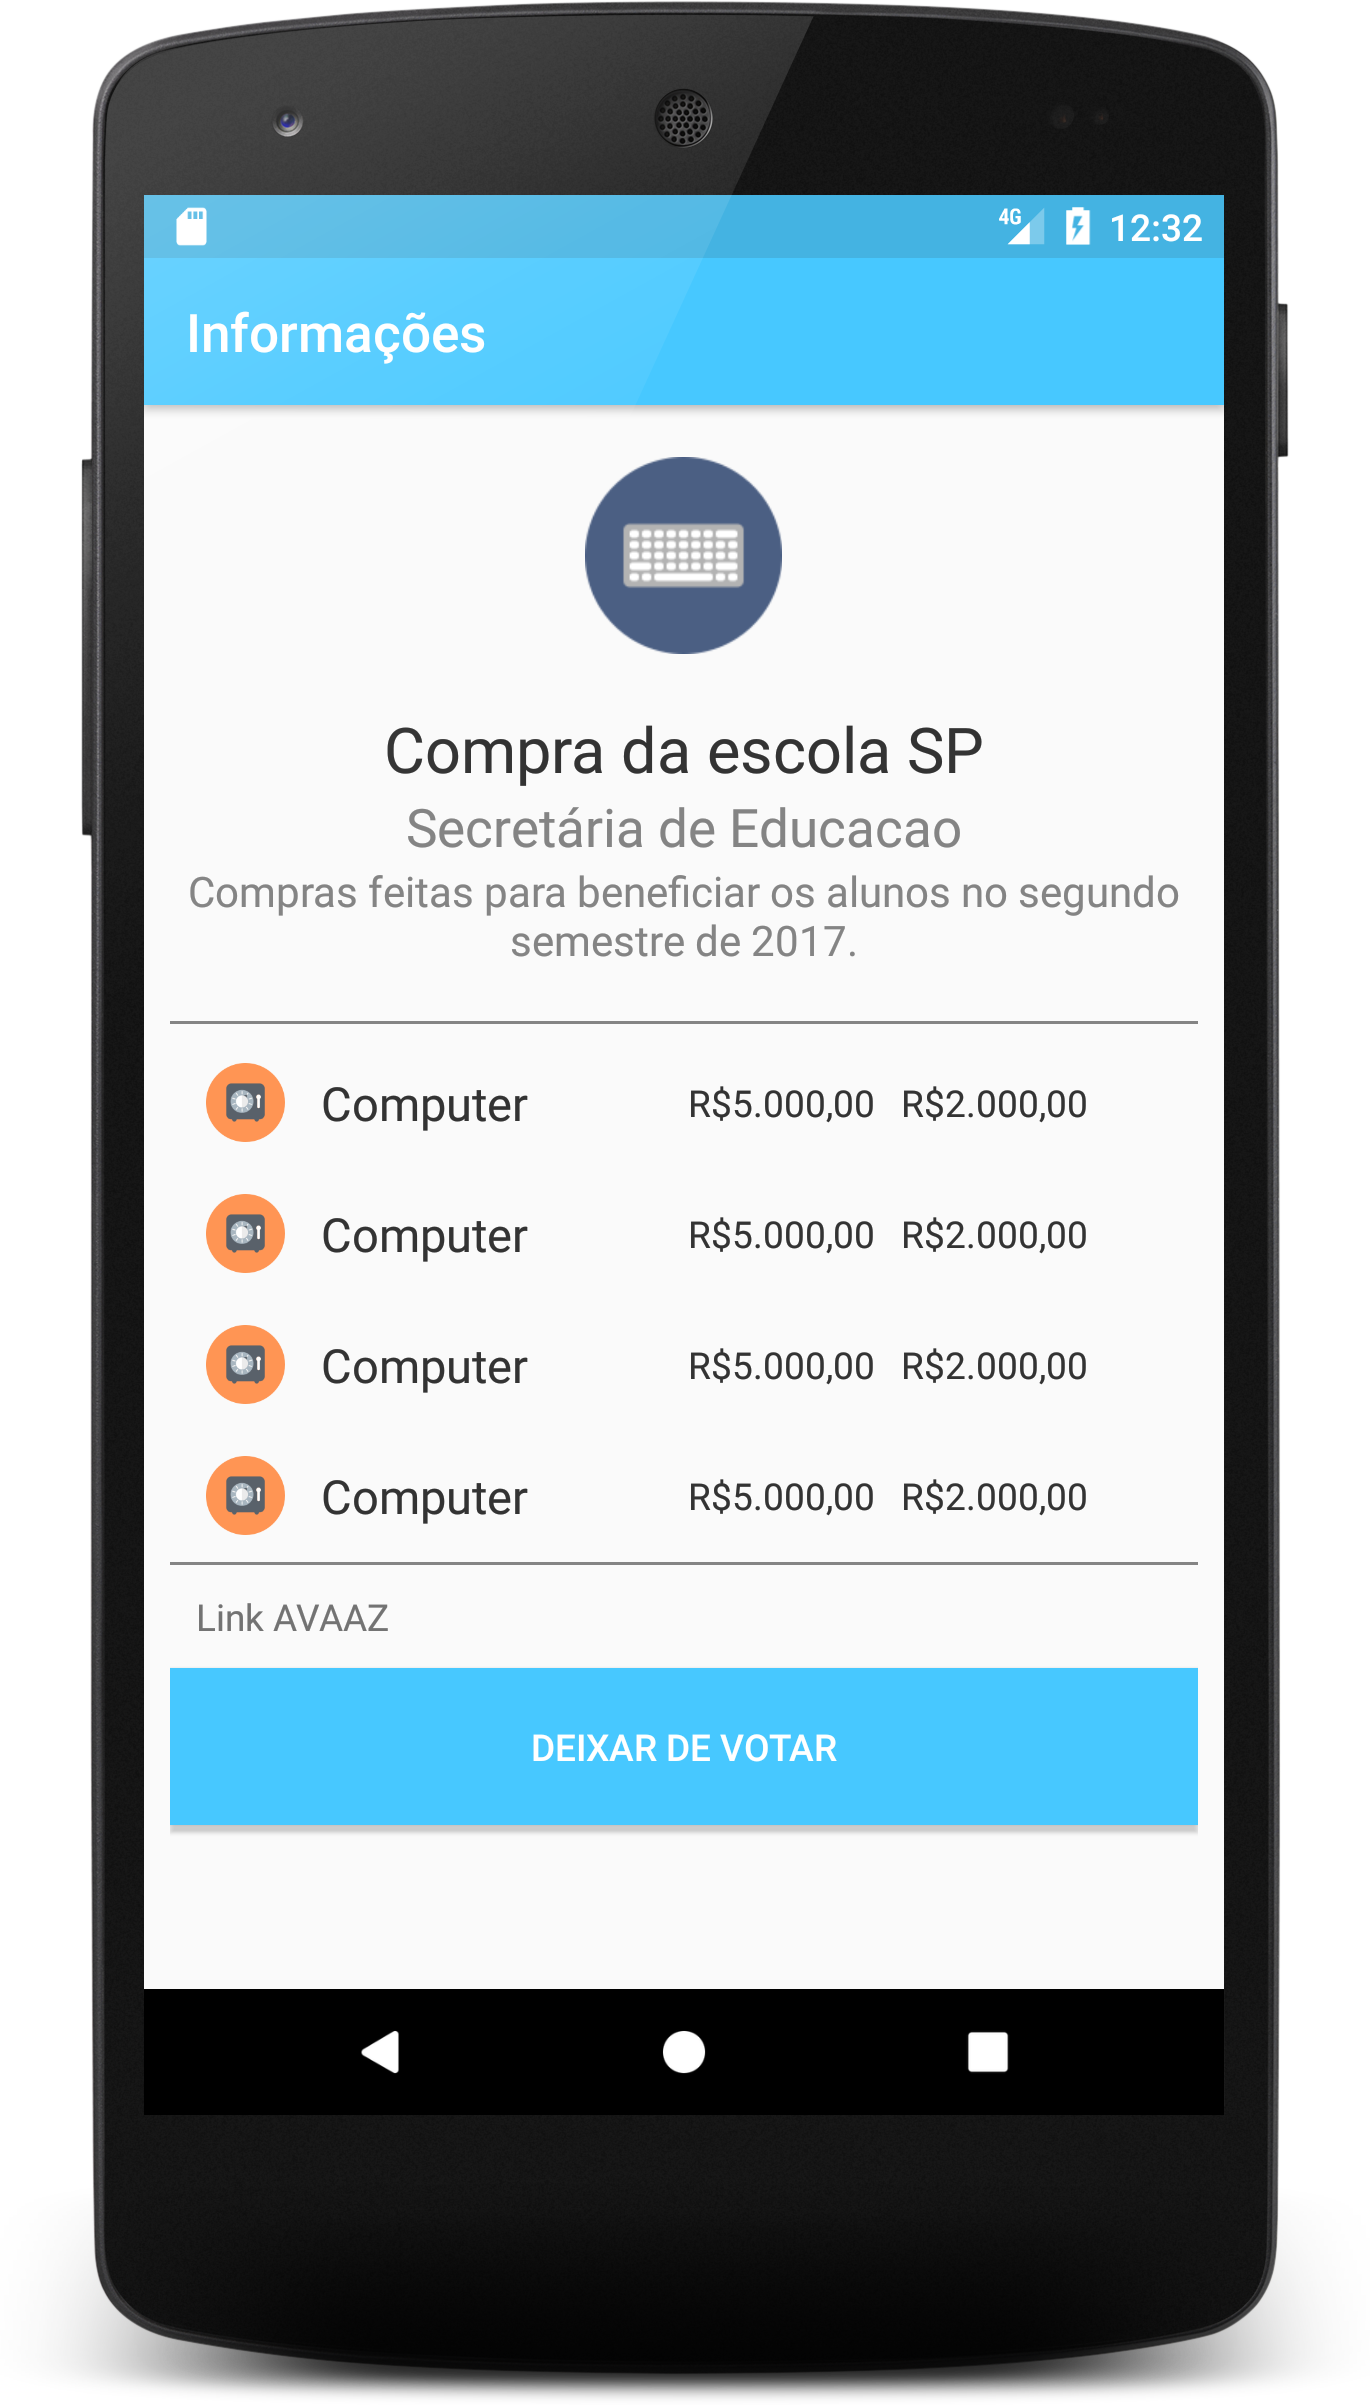 4G 12:32
Informações
Compra da escola SP
Secretária de Educacao
Compras feitas para beneficiar os alunos no segundo
semestre de 2017.
Computer R$5.000,00 R$2.000,00
Computer R$5.000,00 R$2.000,00
Computer R$5.000,00 R$2.000,00
Computer R$5.000,00 R$2.000,00
Link AVAAZ
DEIXAR DE VOTAR